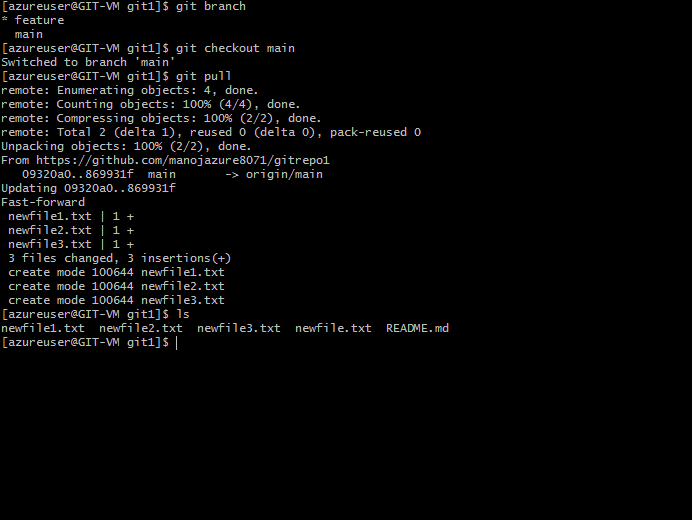 [azureuser@GIT-VM git1]$ git branch
* feature
  main
[azureuser@GIT-VM git1]$ git checkout main
Switched to branch 'main'
[azureuser@GIT-VM git1]$ git pull
remote: Enumerating objects: 4, done.
remote: Counting objects: 100% (4/4), done.
remote: Compressing objects: 100% (2/2), done.
remote: Total 2 (delta 1), reused 0 (delta 0), pack-reused 0
Unpacking objects: 100% (2/2), done.
From https://github.com/manojazure8071/gitrepo1
   09320a0..869931f  main       -> origin/main
Updating 09320a0..869931f
Fast-forward
 newfile1.txt | 1 +
 newfile2.txt | 1 +
 newfile3.txt | 1 +
 3 files changed, 3 insertions(+)
 create mode 100644 newfile1.txt
 create mode 100644 newfile2.txt
 create mode 100644 newfile3.txt
[azureuser@GIT-VM git1]$ ls
newfile1.txt  newfile2.txt  newfile3.txt  newfile.txt  README.md
[azureuser@GIT-VM git1]$